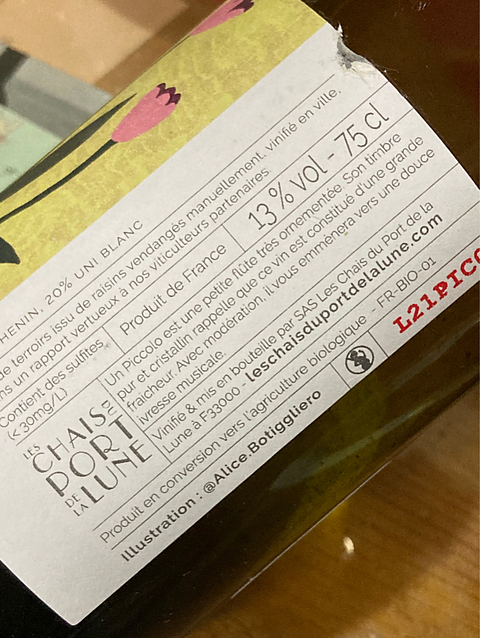 HENIN, 20% UNI BLANC
de terroirs issu de raisins vendangés manuellement, vinifié en ville,
ns un rapport vertueux à nos viticulteurs partenaires.
Contient des sulfites
(<30mg/L)
Produit de France
13% VOL - 75 cl
Un Piccolo est une petite flûte très ornementée. Son timbre
pur et cristallin rappelle que ce vin est constitué d'une grande
fraicheur. Avec modération, il vous emmènera vers une douce
ivresse musicale.
LES
CHAIS DU
PORT
DE LA LUNE
Vinifié & mis en bouteille par SAS Les Chais du Port de la
Lune à F33000 - leschaisduportdelalune.com
Produit en conversion vers l'agriculture biologique - FR-BIO-01
Illustration : @Alice.Botiggliero
L21PICO